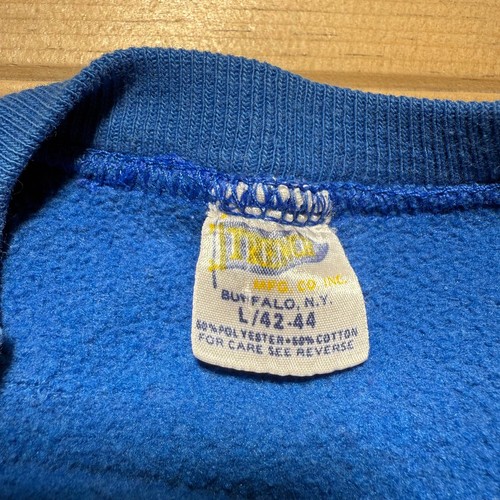 TRENCH
MFG. CO. INC.
BUFFALO, N.Y.
L/42-44
50% POLYESTER • 50% COTTON
FOR CARE SEE REVERSE